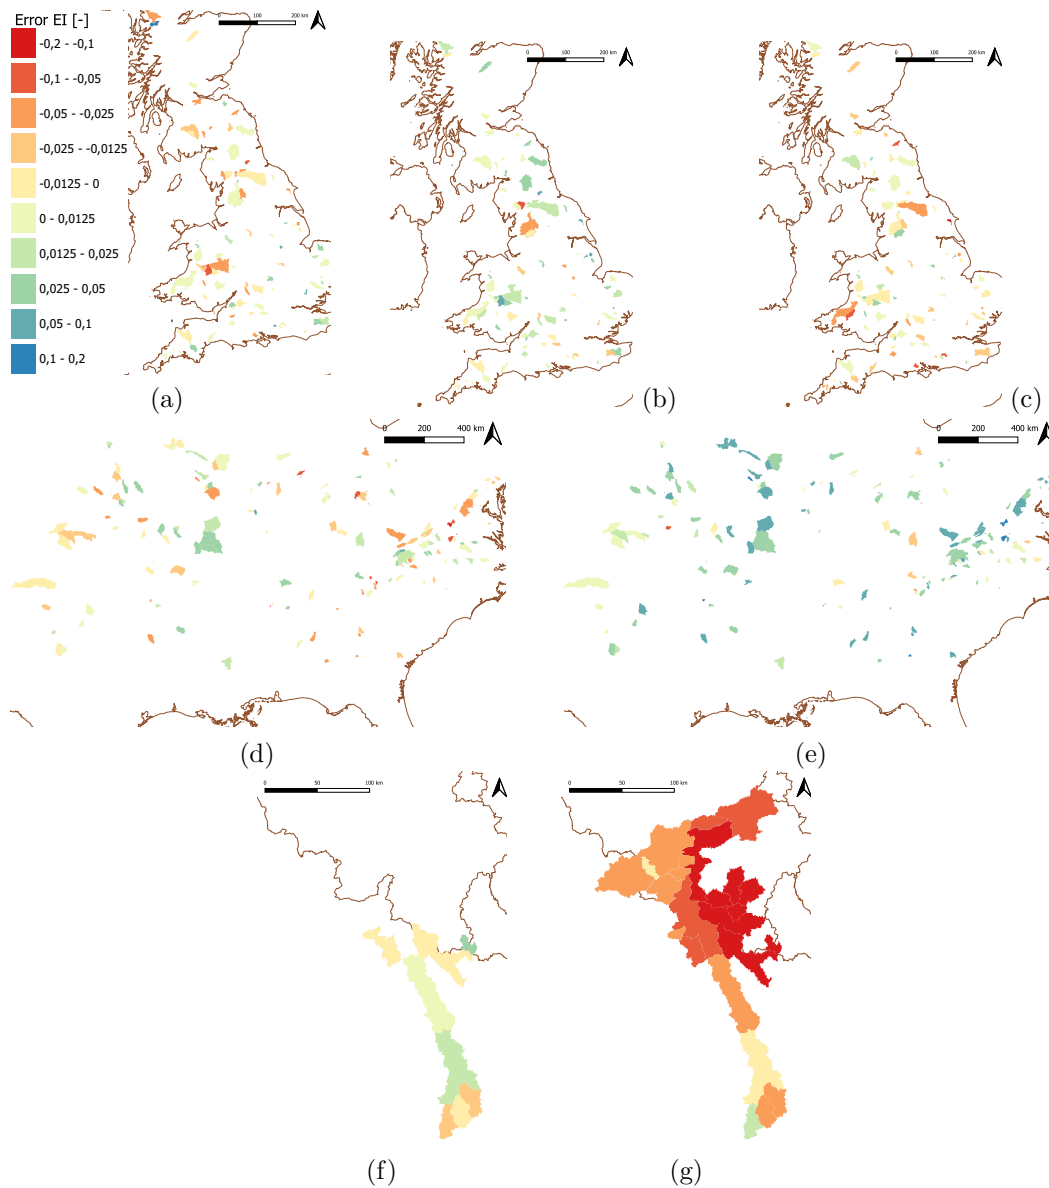 Error EI [-]
-0,2 - -0,1
-0,1 - -0,05
-0,05 - -0,025
-0,025 - -0,0125
-0,0125 - 0
0 - 0,0125
0,0125 - 0,025
0,025 - 0,05
0,05 - 0,1
0,1 - 0,2
0 100 200 km
0 100 200 km
0 100 200 km
(a)
(b)
(c)
0 200 400 km
0 200 400 km
(d)
(e)
0 50 100 km
0 50 100 km
(f)
(g)